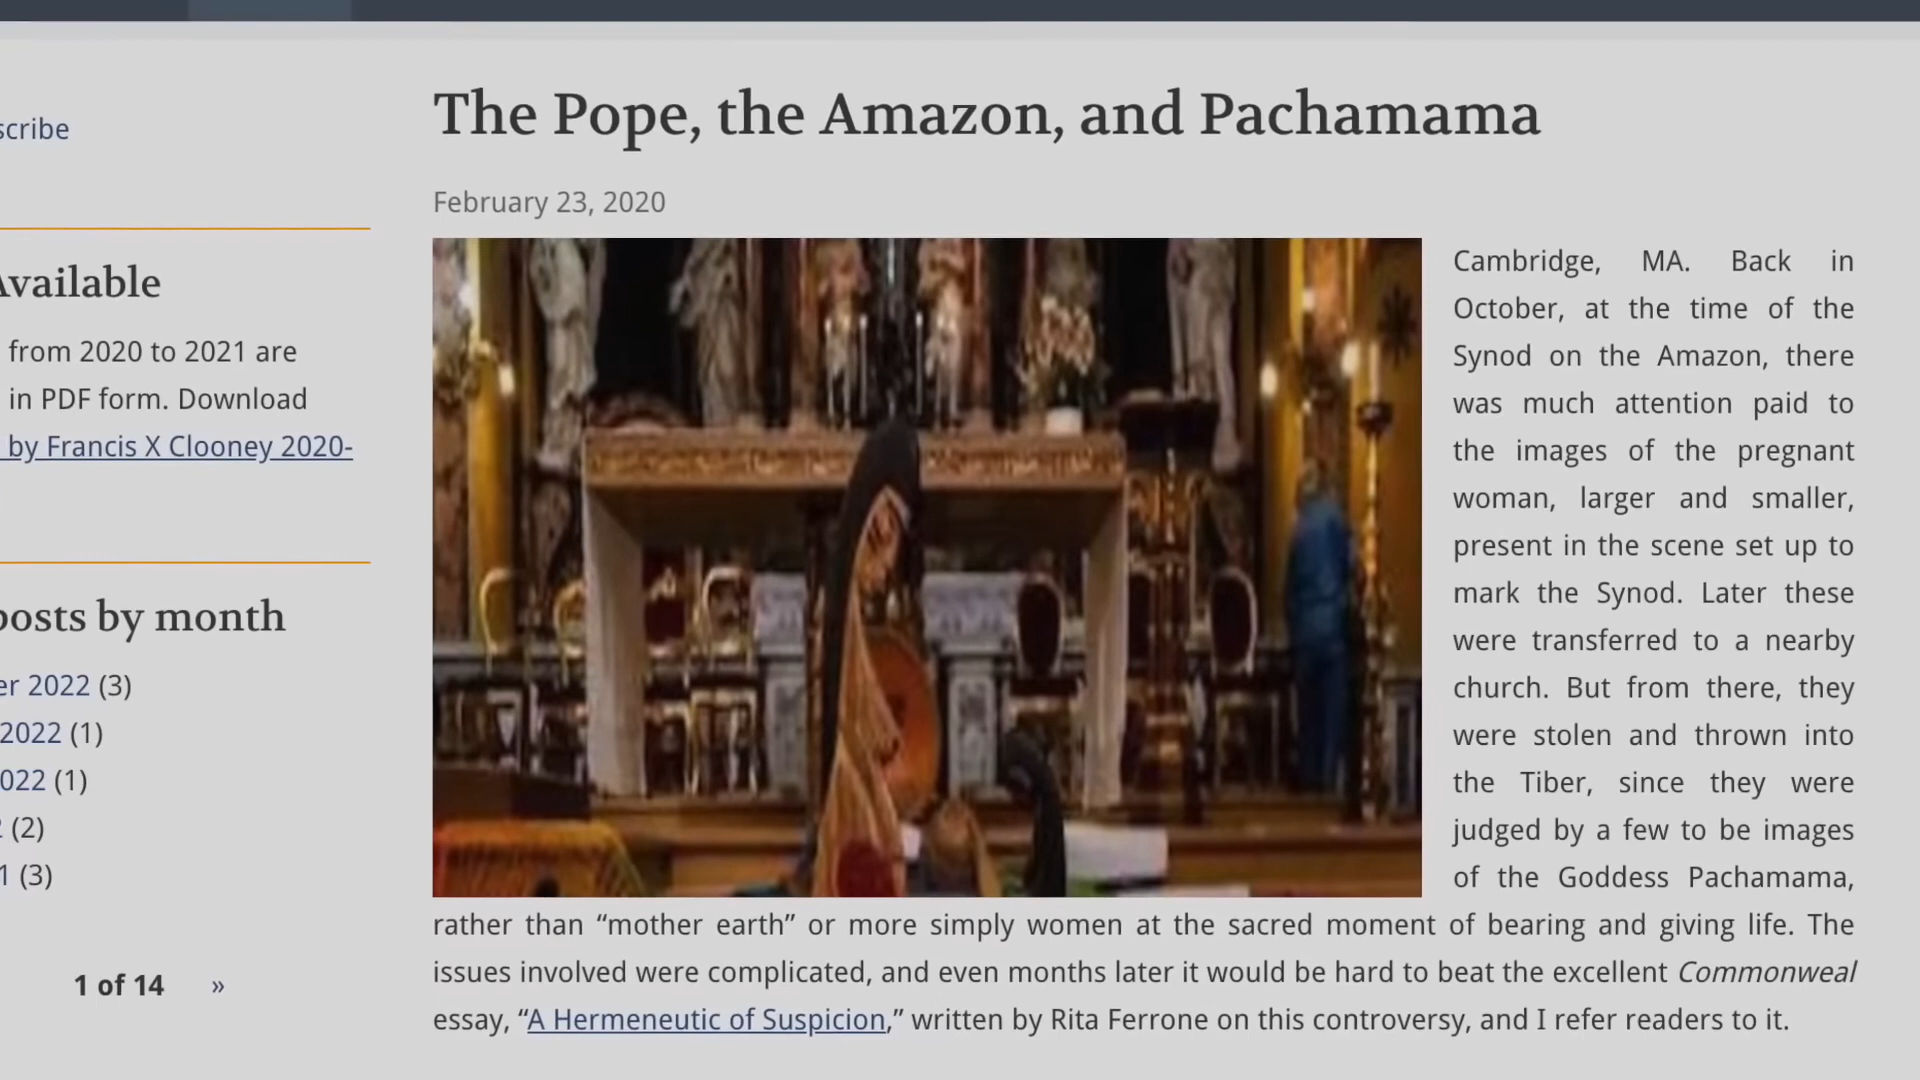 scribe
Available
from 2020 to 2021 are
in PDF form. Download
by Francis X Clooney 2020-
posts by month
er 2022 (3)
2022 (1)
022 (1)
(2)
1 (3)
1 of 14 »
The Pope, the Amazon, and Pachamama
February 23, 2020
Cambridge, MA. Back in
October, at the time of the
Synod on the Amazon, there
was much attention paid to
the images of the pregnant
woman, larger and smaller,
present in the scene set up to
mark the Synod. Later these
were transferred to a nearby
church. But from there, they
were stolen and thrown into
the Tiber, since they were
judged by a few to be images
of the Goddess Pachamama,
rather than “mother earth” or more simply women at the sacred moment of bearing and giving life. The
issues involved were complicated, and even months later it would be hard to beat the excellent Commonweal
essay, “A Hermeneutic of Suspicion,” written by Rita Ferrone on this controversy, and I refer readers to it.